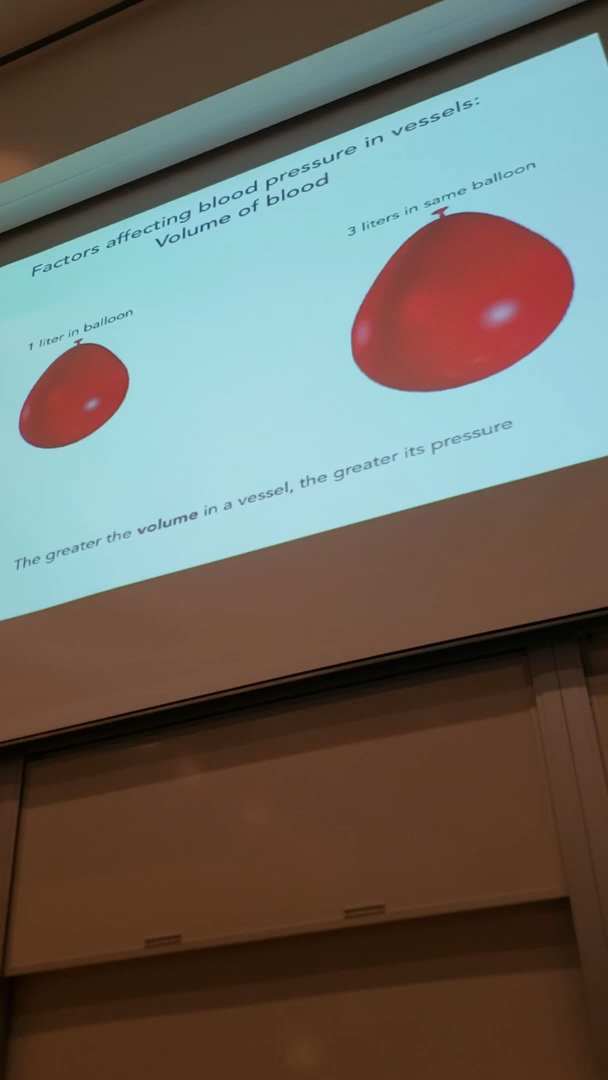 Factors affecting blood pressure in vessels:
Volume of blood
1 liter in balloon
3 liters in same balloon
The greater the volume in a vessel, the greater its pressure